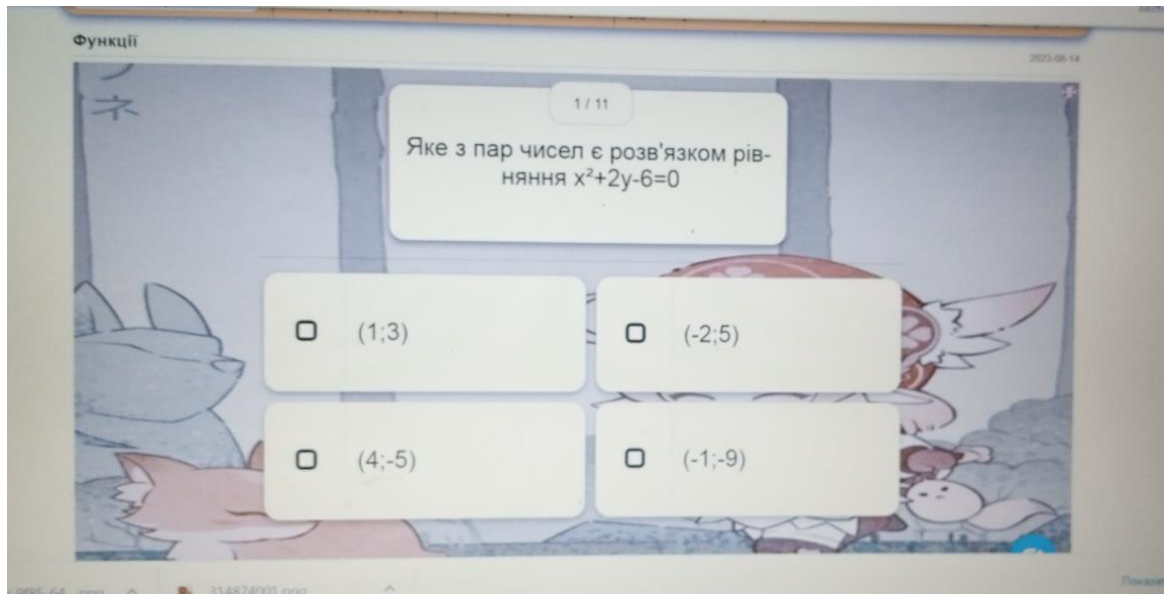 Функції
2023-08-14
ネ
1 / 11
Яке з пар чисел є розв'язком рів-
няння x²+2y-6=0
(1;3)
(-2;5)
(4;-5)
(-1;-9)
314874001.png